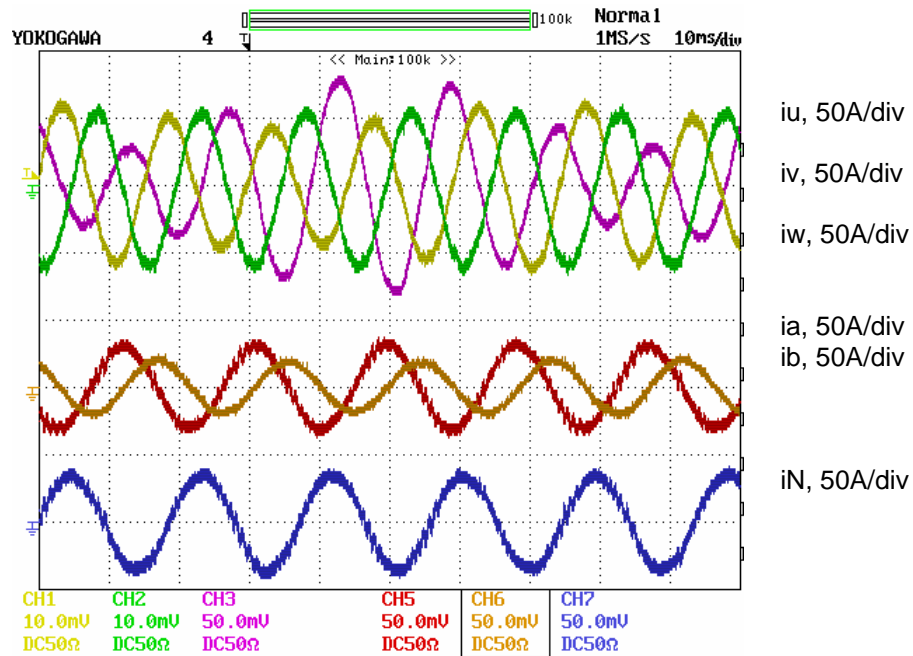 Normal
100k
YOKOGAWA 4 T 1MS/s 10ms/div
<< Main:100k >>
iu, 50A/div
T
iv, 50A/div
iw, 50A/div
ia, 50A/div
ib, 50A/div
iN, 50A/div
CH1 CH2 CH3 CH5 CH6 CH7
10.0mV 10.0mV 50.0mV 50.0mV 50.0mV 50.0mV
DC50Ω DC50Ω DC50Ω DC50Ω DC50Ω DC50Ω